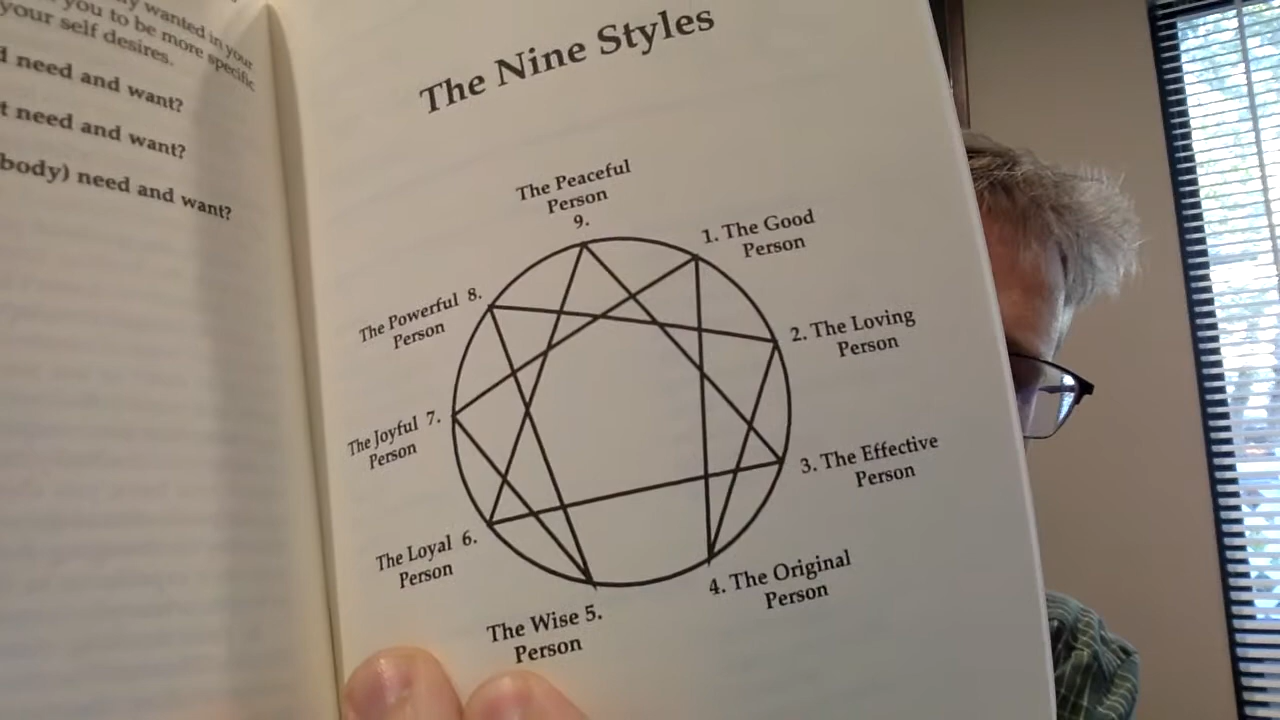 wanted in your
you to be more specific
your self desires.
need and want?
t need and want?
body) need and want?
The Nine Styles
The Peaceful
Person
9.
1. The Good
Person
2. The Loving
Person
3. The Effective
Person
4. The Original
Person
The Wise 5.
Person
The Loyal 6.
Person
The Joyful 7.
Person
The Powerful 8.
Person